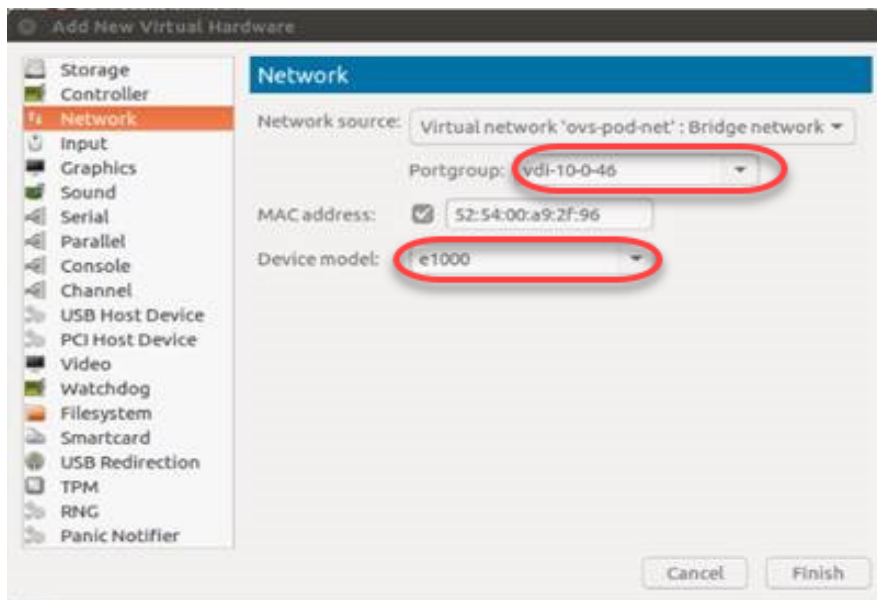 Add New Virtual Hardware
Storage
Controller
Network
Input
Graphics
Sound
Serial
Parallel
Console
Channel
USB Host Device
PCI Host Device
Video
Watchdog
Filesystem
Smartcard
USB Redirection
TPM
RNG
Panic Notifier
Network
Network source: Virtual network 'ovs-pod-net' : Bridge network
Portgroup: vdi-10-0-46
MAC address: 52:54:00:a9:2f:96
Device model: e1000
Cancel Finish